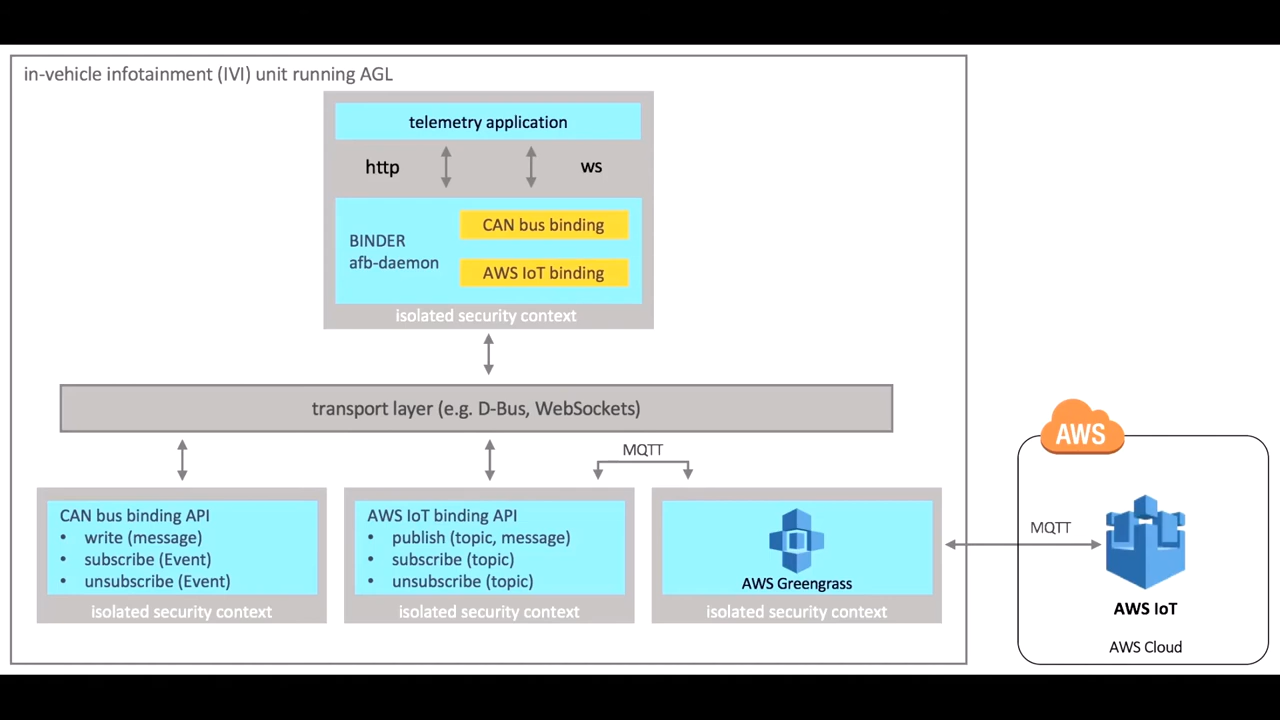 in-vehicle infotainment (IVI) unit running AGL
telemetry application
http
ws
BINDER
afb-daemon
CAN bus binding
AWS IoT binding
isolated security context
transport layer (e.g. D-Bus, WebSockets)
MQTT
CAN bus binding API
• write (message)
• subscribe (Event)
• unsubscribe (Event)
isolated security context
AWS IoT binding API
• publish (topic, message)
• subscribe (topic)
• unsubscribe (topic)
isolated security context
AWS Greengrass
isolated security context
AWS
MQTT
AWS IoT
AWS Cloud